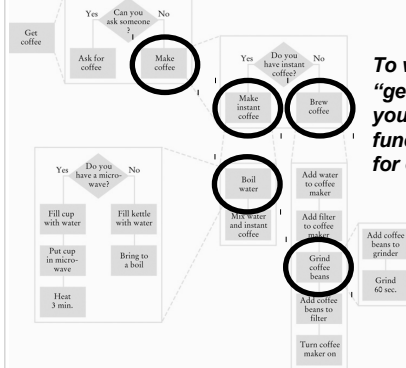 Get
coffee
Yes
Can you
ask someone
?
No
Ask for
coffee
Make
coffee
Yes
Do you
have instant
coffee?
No
Make
instant
coffee
Brew
coffee
Yes
Do you
have a micro-
wave?
No
Fill cup
with water
Put cup
in micro-
wave
Heat
3 min.
Fill kettle
with water
Bring to
a boil
Boil
water
Mix water
and instant
coffee
Add water
to coffee
maker
Add filter
to coffee
maker
Grind
coffee
beans
Add coffee
beans to
filter
Turn coffee
maker on
Add coffee
beans to
grinder
Grind
60 sec.
To
"ge
you
fun
for